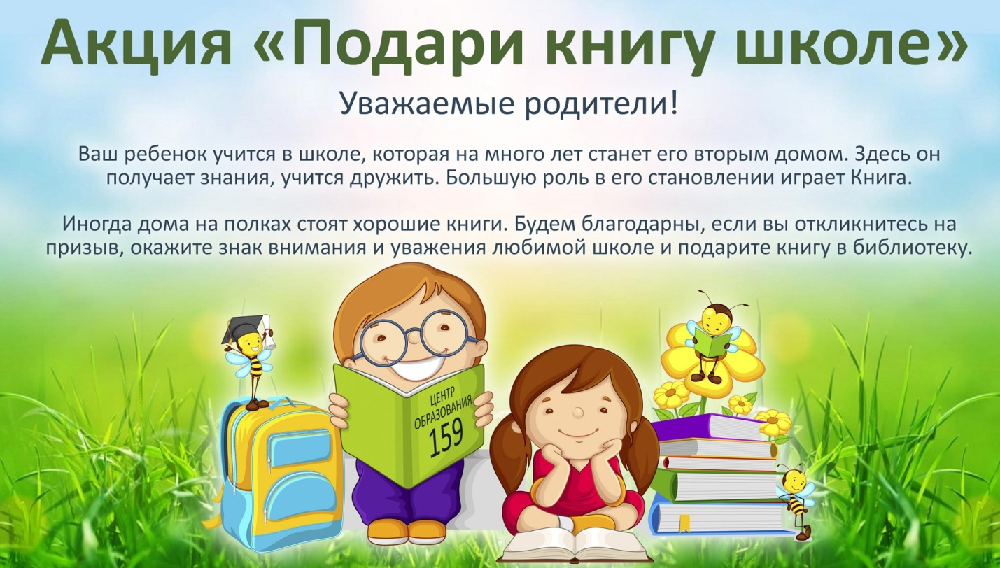 Акция «Подари книгу школе»
Уважаемые родители!
Ваш ребенок учится в школе, которая на много лет станет его вторым домом. Здесь он
получает знания, учится дружить. Большую роль в его становлении играет Книга.
Иногда дома на полках стоят хорошие книги. Будем благодарны, если вы откликнитесь на
призыв, окажите знак внимания и уважения любимой школе и подарите книгу в библиотеку.
ЦЕНТР
ОБРАЗОВАНИЯ
159